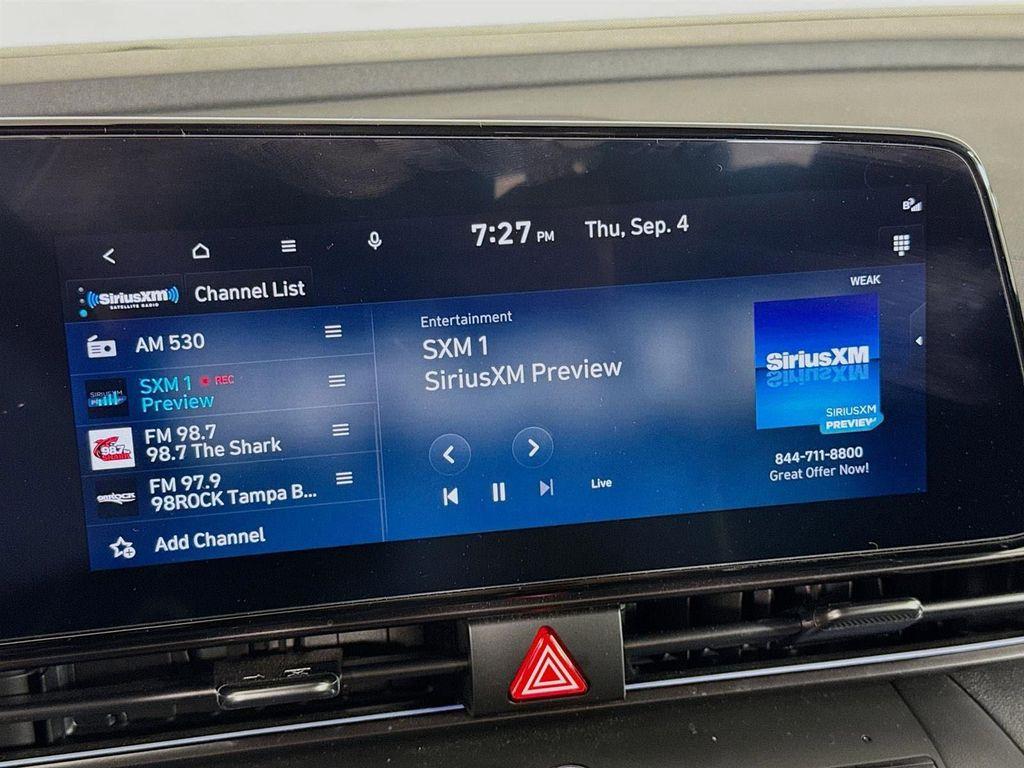 7:27 PM
Thu, Sep. 4
SiriusXM
SATELLITE RADIO
Channel List
WEAK
AM 530
SXM 1 REC
Preview
FM 98.7
98.7 The Shark
FM 97.9
98ROCK Tampa B...
Add Channel
Entertainment
SXM 1
SiriusXM Preview
Live
SiriusXM
SIRIUSXM
PREVIEW
844-711-8800
Great Offer Now!